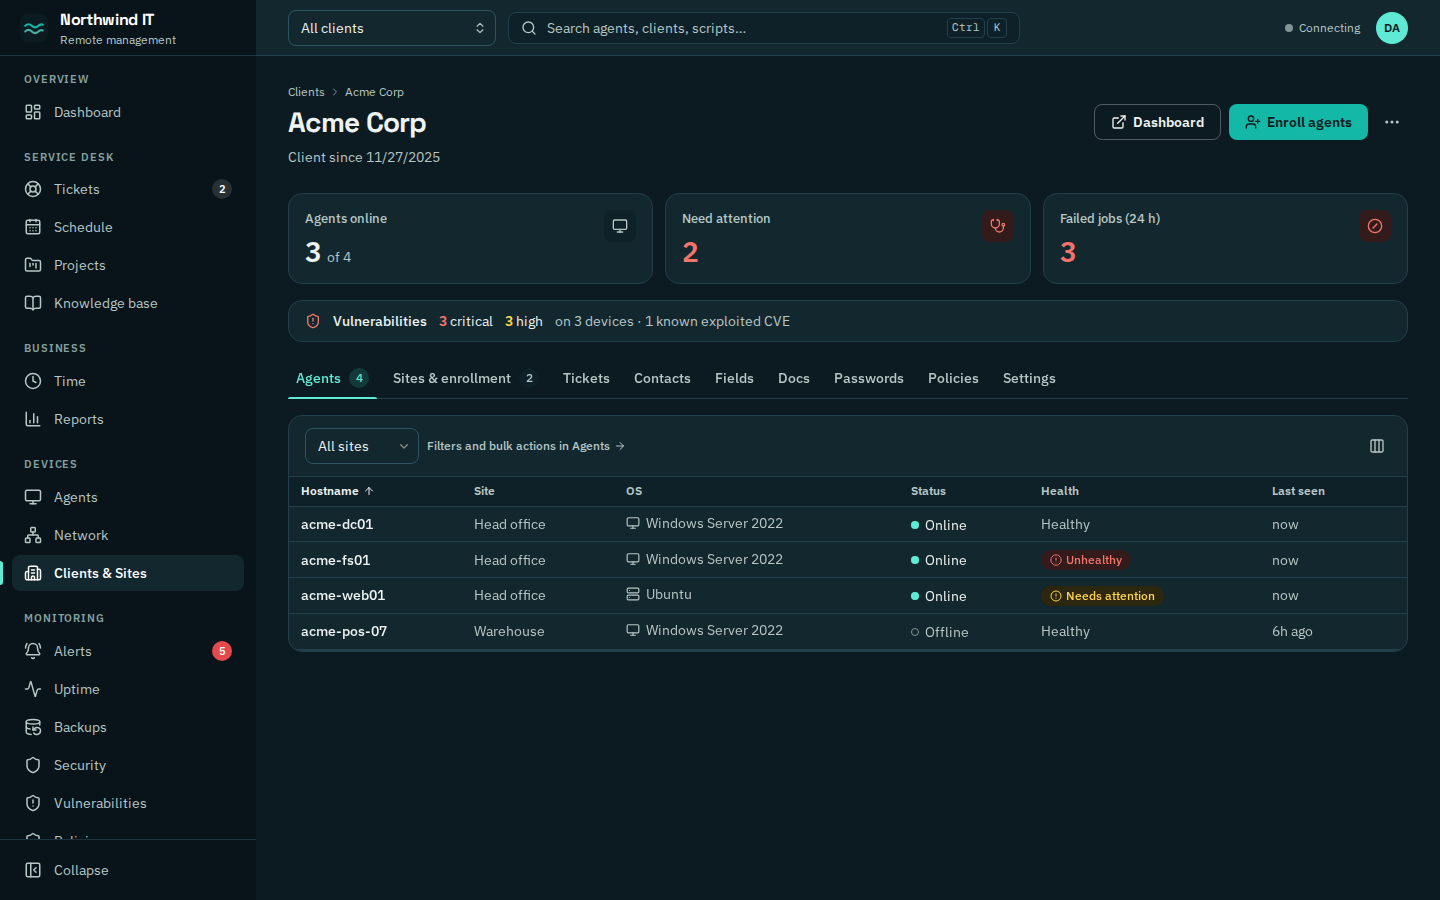 Northwind IT
Remote management
All clients
Search agents, clients, scripts...
Ctrl K
Connecting
DA
OVERVIEW
Dashboard
SERVICE DESK
Tickets 2
Schedule
Projects
Knowledge base
BUSINESS
Time
Reports
DEVICES
Agents
Network
Clients & Sites
MONITORING
Alerts 5
Uptime
Backups
Security
Vulnerabilities
Collapse
Clients > Acme Corp
Acme Corp
Client since 11/27/2025
Dashboard
Enroll agents
Agents online
3 of 4
Need attention
2
Failed jobs (24 h)
3
Vulnerabilities 3 critical 3 high on 3 devices · 1 known exploited CVE
Agents 4 Sites & enrollment 2 Tickets Contacts Fields Docs Passwords Policies Settings
All sites Filters and bulk actions in Agents →
Hostname ↑ Site OS Status Health Last seen
acme-dc01 Head office Windows Server 2022 Online Healthy now
acme-fs01 Head office Windows Server 2022 Online Unhealthy now
acme-web01 Head office Ubuntu Online Needs attention now
acme-pos-07 Warehouse Windows Server 2022 Offline Healthy 6h ago